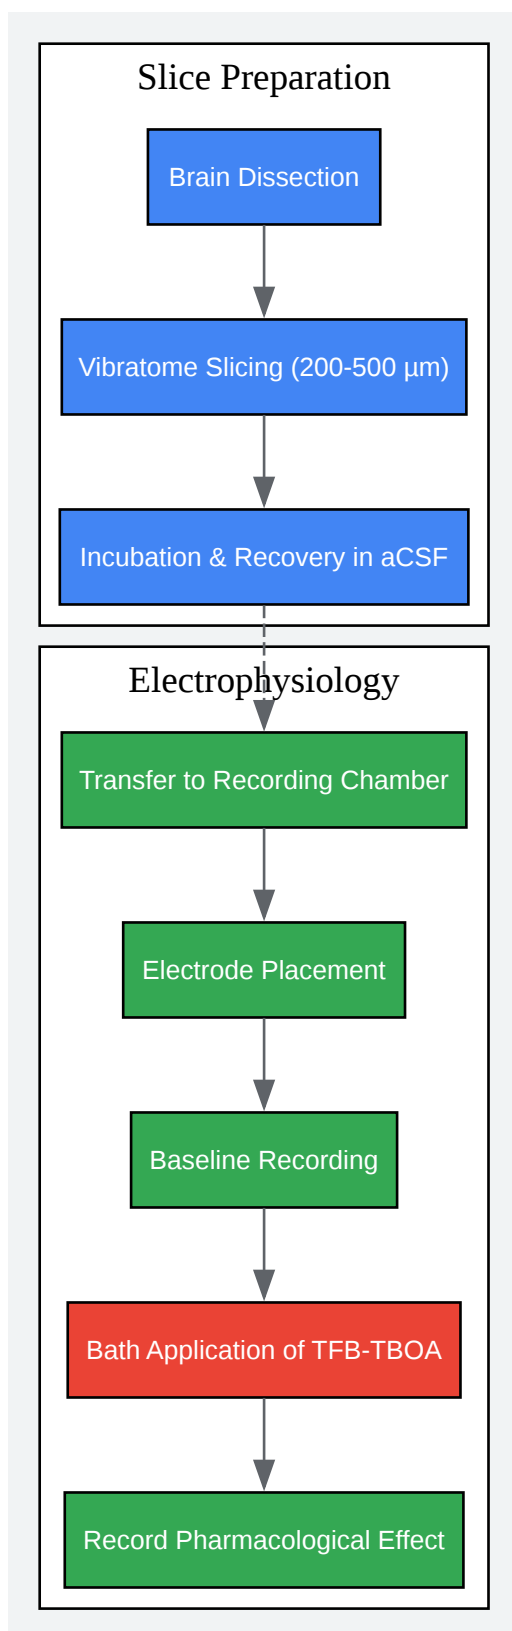 Slice Preparation
Brain Dissection
Vibratome Slicing (200-500 µm)
Incubation & Recovery in aCSF
Electrophysiology
Transfer to Recording Chamber
Electrode Placement
Baseline Recording
Bath Application of TFB-TBOA
Record Pharmacological Effect